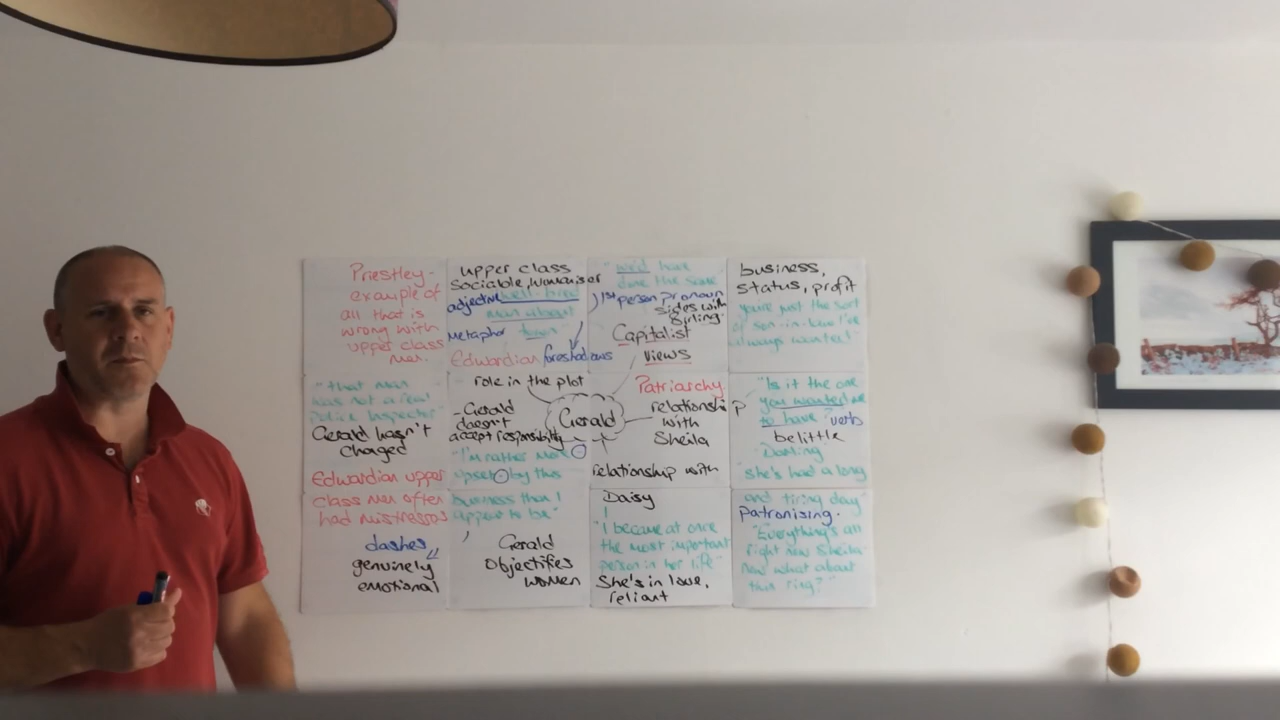 Priestley -
example of
all that is
wrong with
upper class
men.
upper class
sociable, womaniser
adjective well-bred
man about
metaphor town"
Edwardian foreshadows
"we'd have
done the same
1st person pronoun
sides with
Birling.
Capitalist
views
business,
status, profit
you're just the sort
of son-in-law I've
always wanted"
"that man
was not a real
police inspector"
Gerald hasn't
changed
Edwardian upper
class men often
had mistresses
dashes
genuinely
emotional
role in the plot
- Gerald
doesn't
accept responsibility
"I'm rather more
upset by this
business than I
appear to be"
Gerald
Objectifies
women
Gerald
Patriarchy
relationship
with
Sheila
relationship with
Daisy
"I became at once
the most important
person in her life"
She's in love,
reliant
"Is it the one
you wanted me
to have" verb
belittle
Darling
"she's had a long
and tiring day
patronising.
"Everything's all
right now Sheila
now what about
this ring?"